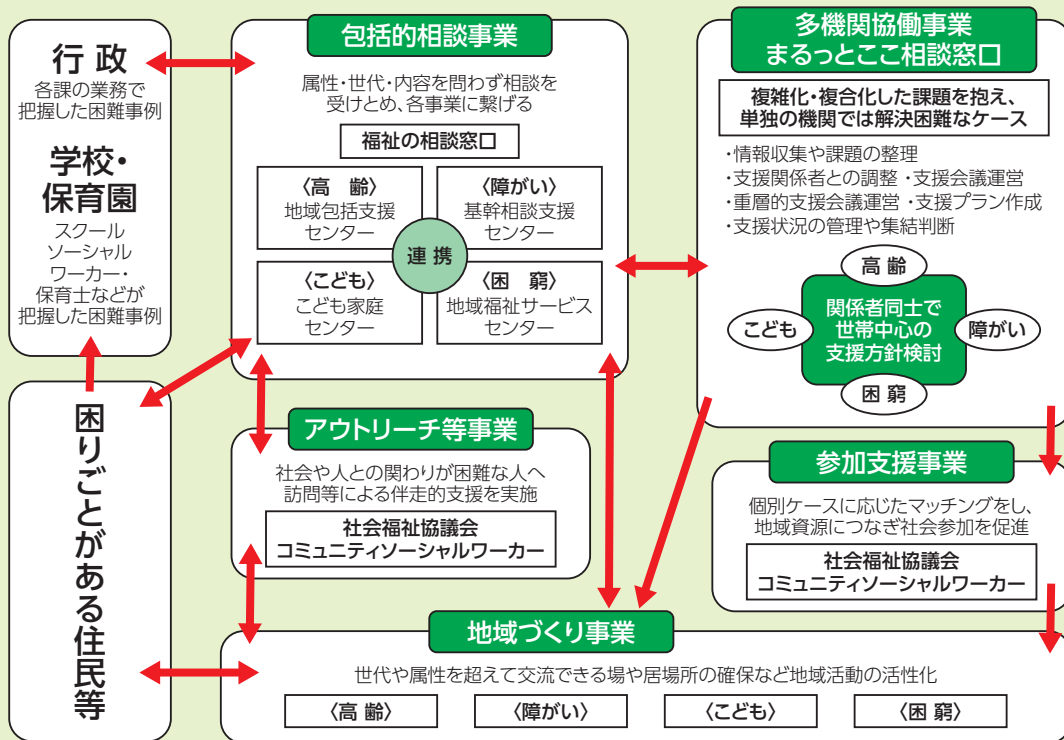 行 政
各課の業務で
把握した困難事例
学校・
保育園
スクール
ソーシャル
ワーカー・
保育士などが
把握した困難事例
困りごとがある住民等
包括的相談事業
属性・世代・内容を問わず相談を
受けとめ、各事業に繋げる
福祉の相談窓口
〈高 齢〉
地域包括支援
センター
〈障がい〉
基幹相談支援
センター
連 携
〈こども〉
こども家庭
センター
〈困 窮〉
地域福祉サービス
センター
多機関協働事業
まるっとここ相談窓口
複雑化・複合化した課題を抱え、
単独の機関では解決困難なケース
・情報収集や課題の整理
・支援関係者との調整 ・支援会議運営
・重層的支援会議運営 ・支援プラン作成
・支援状況の管理や集結判断
高 齢
こども
関係者同士で
世帯中心の
支援方針検討
障がい
困 窮
アウトリーチ等事業
社会や人との関わりが困難な人へ
訪問等による伴走的支援を実施
社会福祉協議会
コミュニティソーシャルワーカー
参加支援事業
個別ケースに応じたマッチングをし、
地域資源につなぎ社会参加を促進
社会福祉協議会
コミュニティソーシャルワーカー
地域づくり事業
世代や属性を超えて交流できる場や居場所の確保など地域活動の活性化
〈高 齢〉
〈障がい〉
〈こども〉
〈困 窮〉